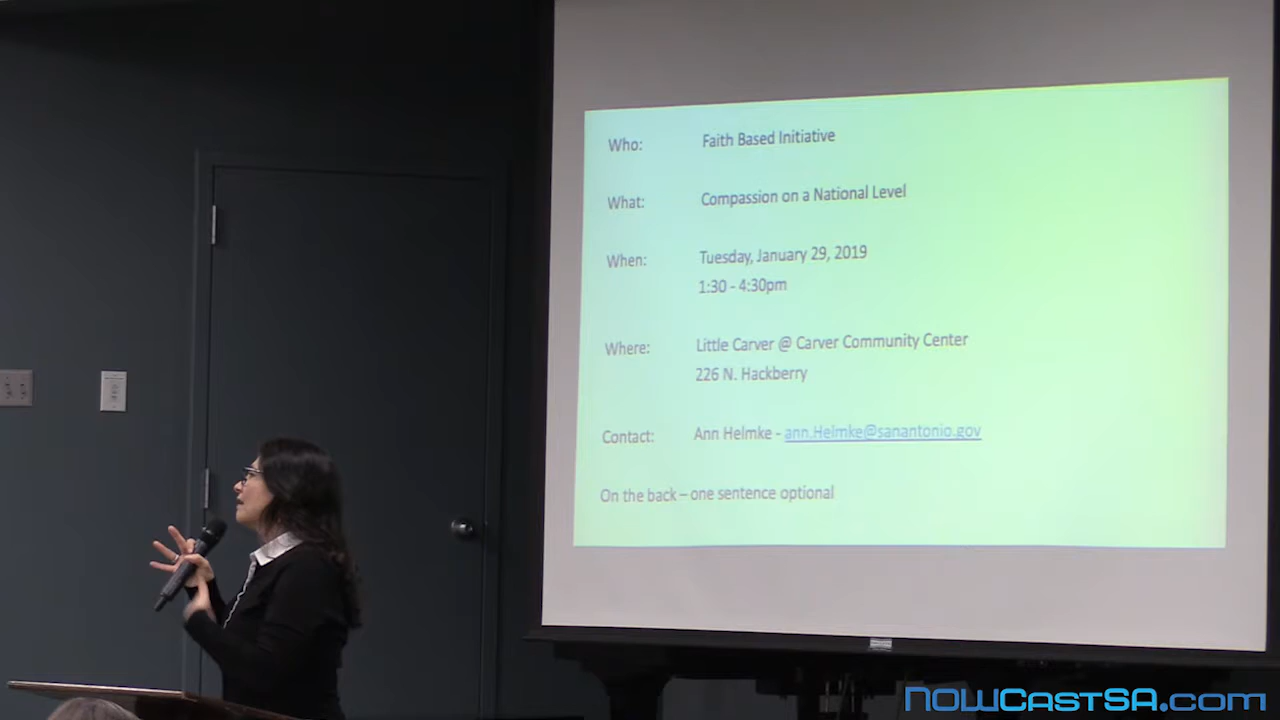 Who: Faith Based Initiative
What: Compassion on a National Level
When: Tuesday, January 29, 2019
1:30 - 4:30pm
Where: Little Carver @ Carver Community Center
226 N. Hackberry
Contact: Ann Helmke - ann.Helmke@sanantonio.gov
On the back – one sentence optional
NOWCASTSA.com